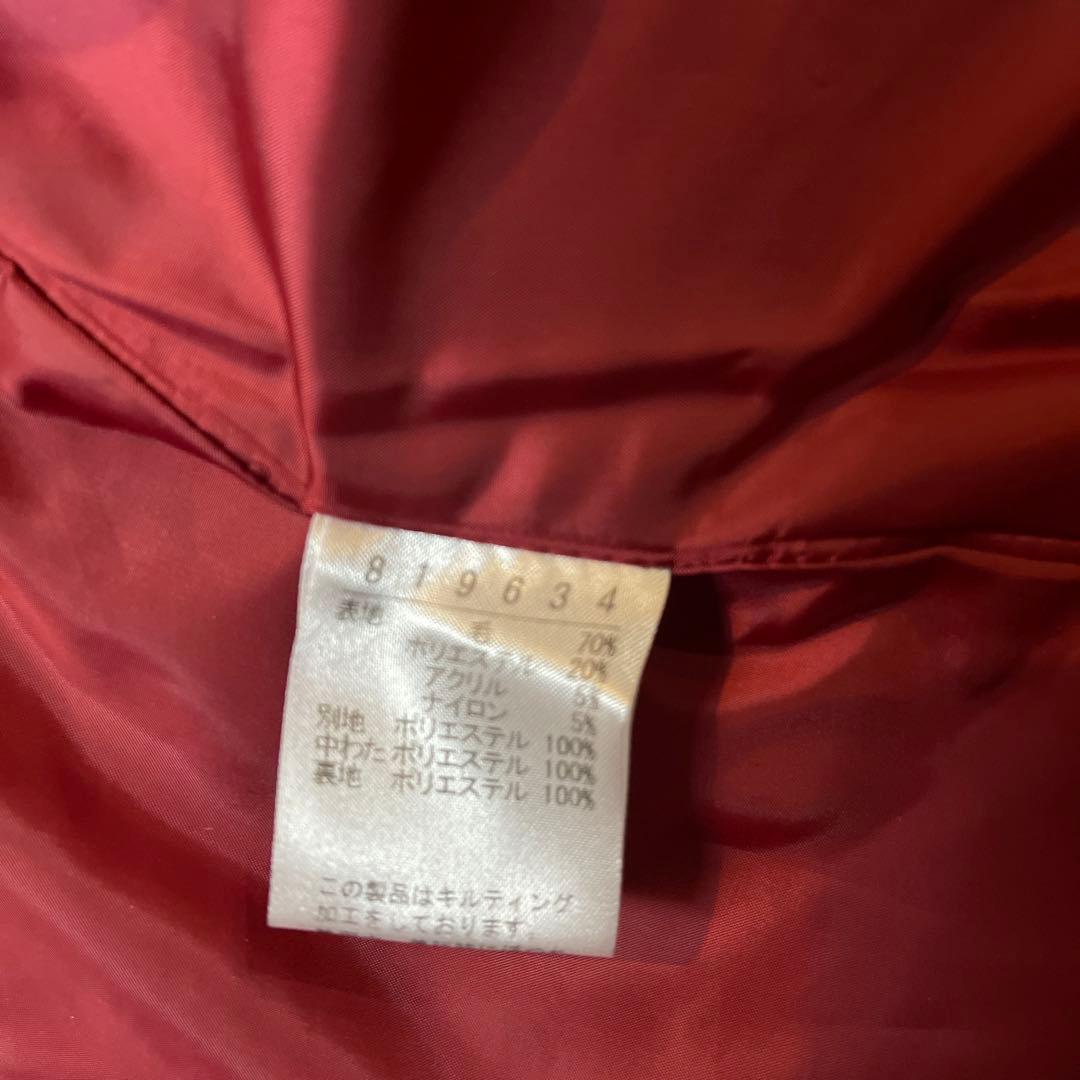 819634
表地 毛 70%
ポリエステル 20%
アクリル 5%
ナイロン 5%
別地 ポリエステル 100%
中わた ポリエステル 100%
裏地 ポリエステル 100%
この製品はキルティング
加工をしております。